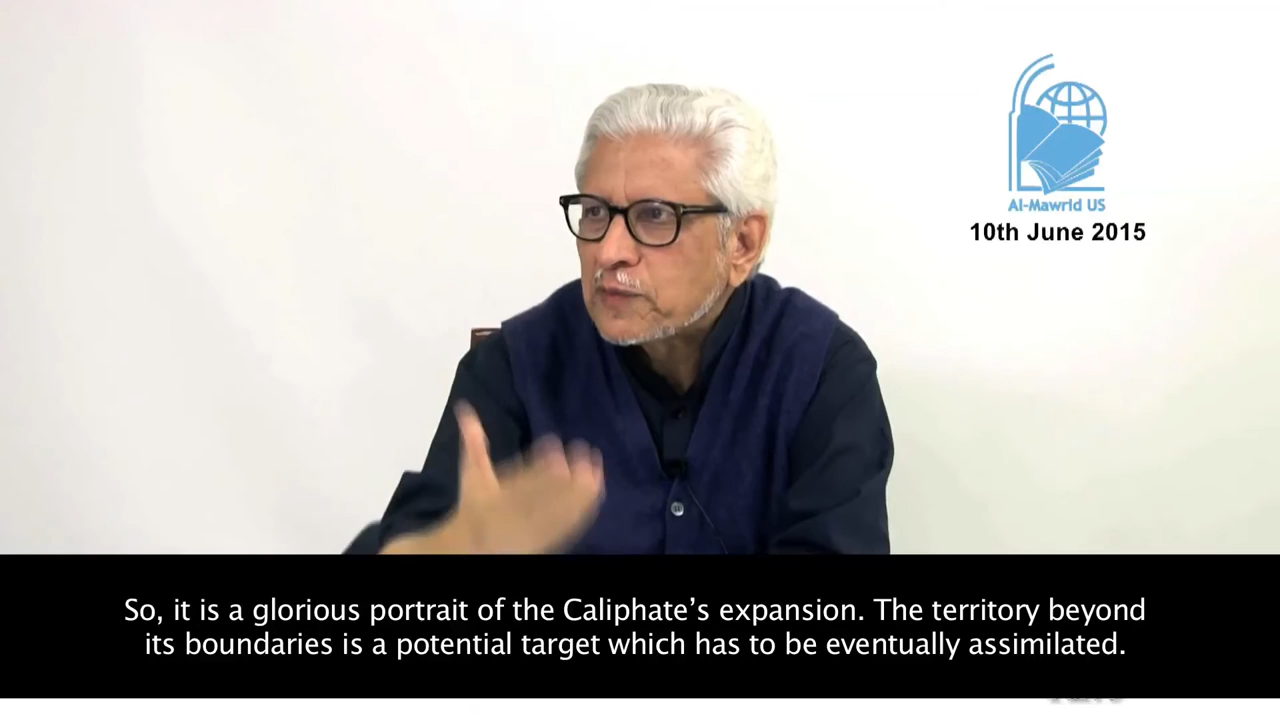 Al-Mawrid US
10th June 2015
So, it is a glorious portrait of the Caliphate’s expansion. The territory beyond
its boundaries is a potential target which has to be eventually assimilated.